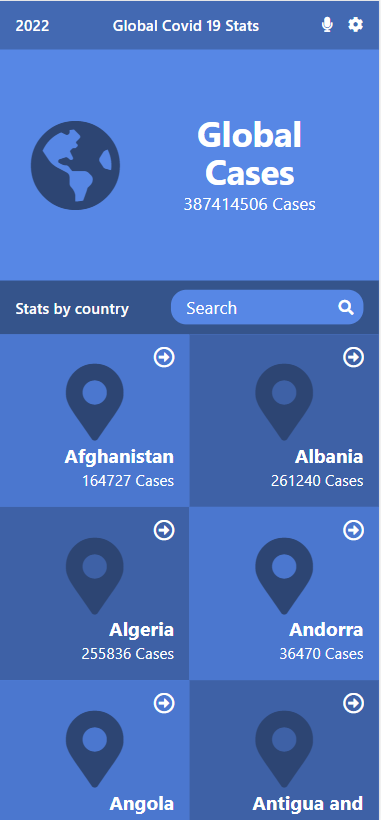 2022 Global Covid 19 Stats
Global
Cases
387414506 Cases
Stats by country Search
Afghanistan
164727 Cases
Albania
261240 Cases
Algeria
255836 Cases
Andorra
36470 Cases
Angola
Antigua and